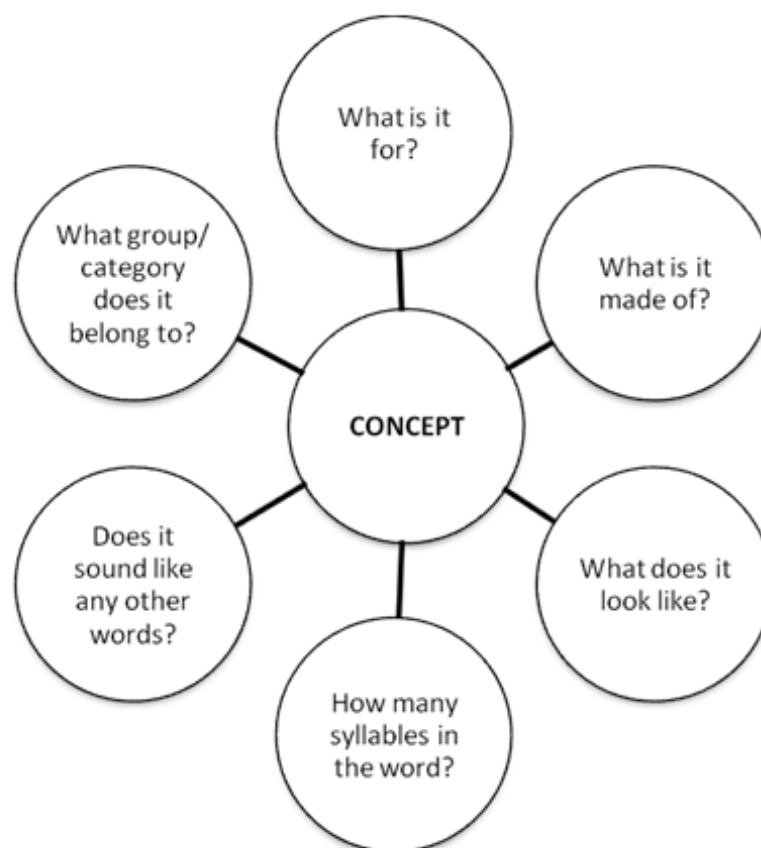 What is it
for?
What group/
category
does it
belong to?
What is it
made of?
CONCEPT
Does it
sound like
any other
words?
What does it
look like?
How many
syllables in
the word?